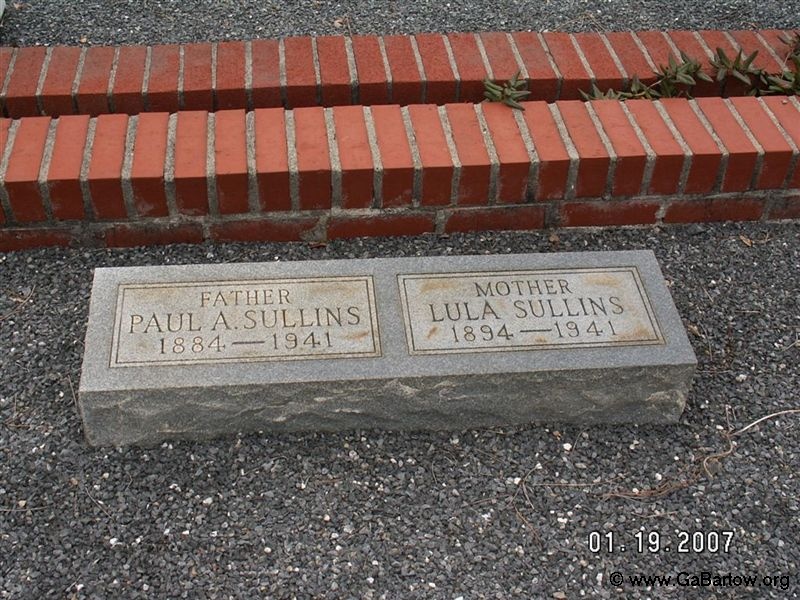 FATHER
PAUL A. SULLINS
1884 — 1941
MOTHER
LULA SULLINS
1894 — 1941
01.19.2007
© www.GaBartow.org